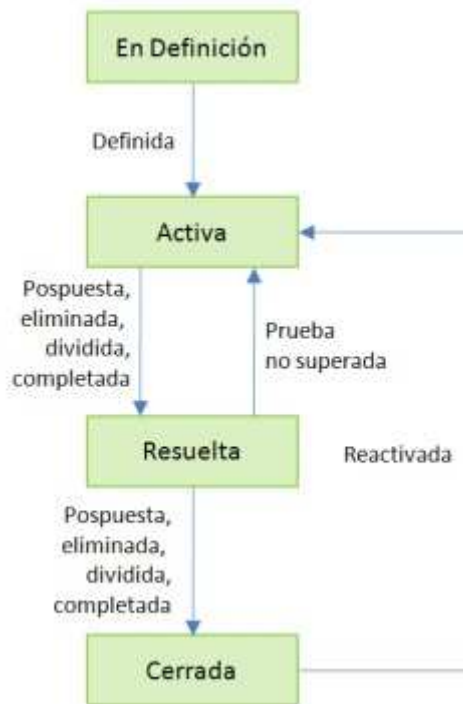 En Definición
Definida
Activa
Pospuesta,
eliminada,
dividida,
completada
Prueba
no superada
Resuelta
Reactivada
Pospuesta,
eliminada,
dividida,
completada
Cerrada